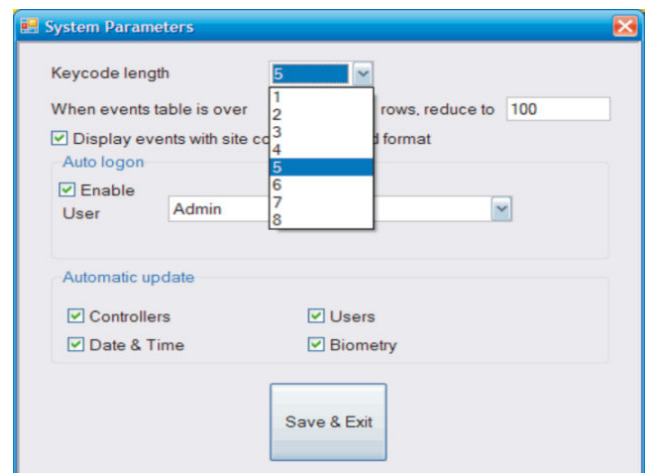 System Parameters
Keycode length 5
When events table is over rows, reduce to 100
1
2
3
4
5
6
7
8
Display events with site co d format
Auto logon
Enable
User Admin
Automatic update
Controllers Users
Date & Time Biometry
Save & Exit